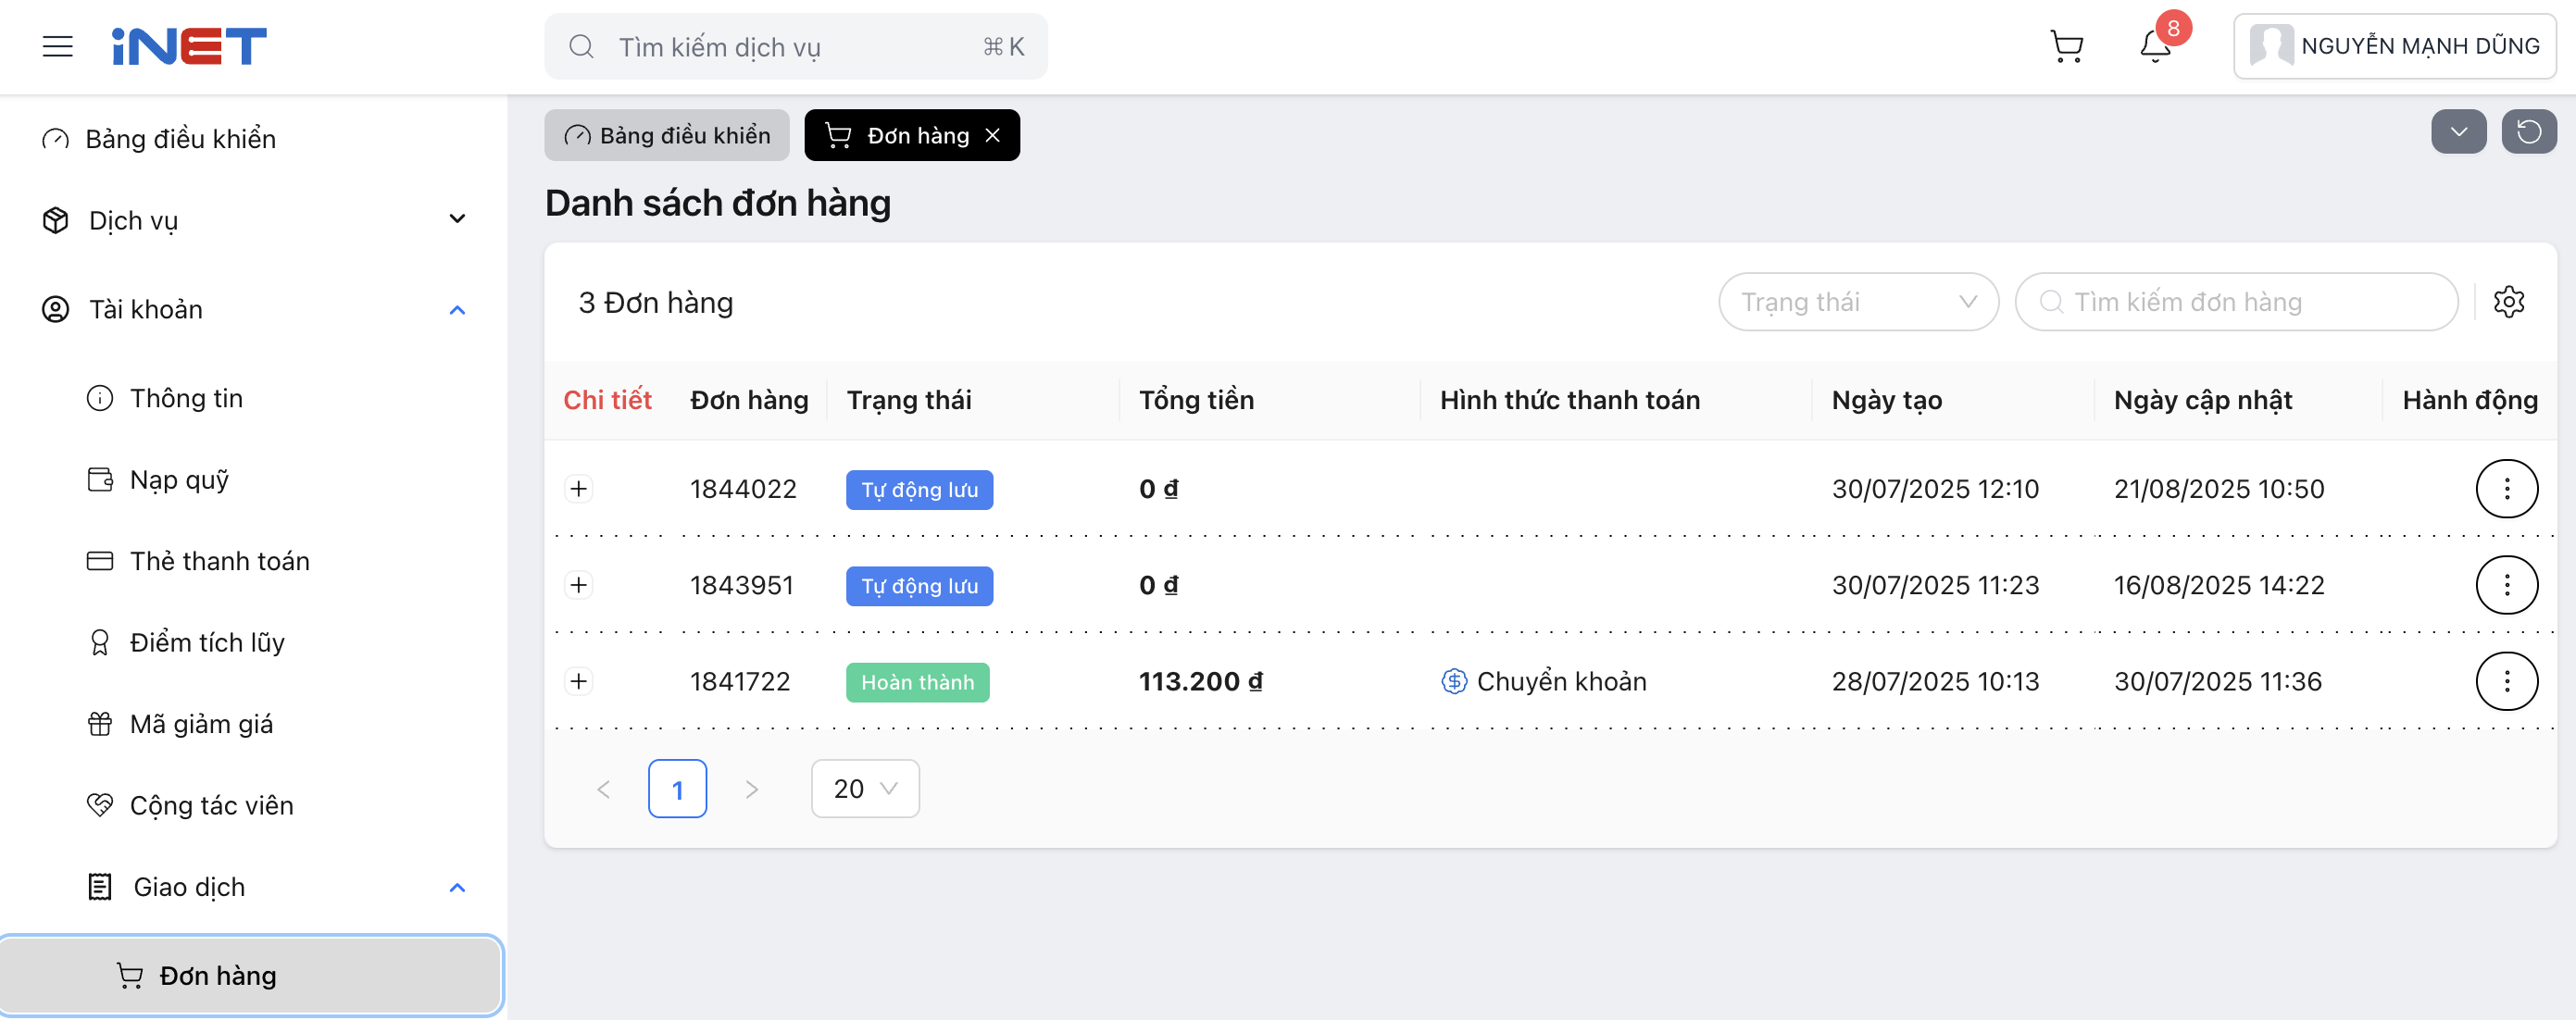 iNET
Tìm kiếm dịch vụ
⌘ K
8
NGUYỄN MẠNH DŨNG
Bảng điều khiển
Dịch vụ
Tài khoản
Thông tin
Nạp quỹ
Thẻ thanh toán
Điểm tích lũy
Mã giảm giá
Cộng tác viên
Giao dịch
Đơn hàng
Bảng điều khiển
Đơn hàng
Danh sách đơn hàng
3 Đơn hàng
Trạng thái
Tìm kiếm đơn hàng
Chi tiết Đơn hàng Trạng thái Tổng tiền Hình thức thanh toán Ngày tạo Ngày cập nhật Hành động
1844022 Tự động lưu 0 ₫ 30/07/2025 12:10 21/08/2025 10:50
1843951 Tự động lưu 0 ₫ 30/07/2025 11:23 16/08/2025 14:22
1841722 Hoàn thành 113.200 ₫ Chuyển khoản 28/07/2025 10:13 30/07/2025 11:36
1
20